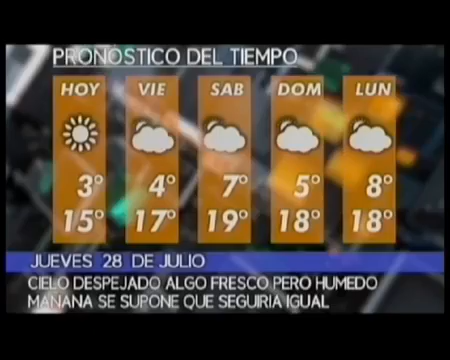 PRONOSTICO DEL TIEMPO
HOY VIE SAB DOM LUN
3° 4° 7° 5° 8°
15° 17° 19° 18° 18°
JUEVES 28 DE JULIO
CIELO DESPEJADO ALGO FRESCO PERO HUMEDO
MAÑANA SE SUPONE QUE SEGUIRIA IGUAL